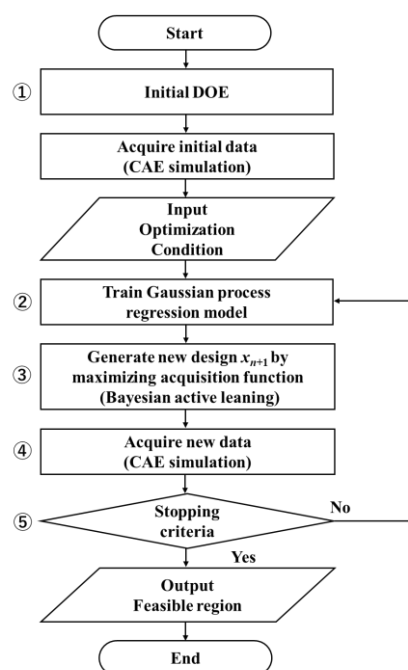 Start
① Initial DOE
Acquire initial data
(CAE simulation)
Input
Optimization
Condition
② Train Gaussian process
regression model
③ Generate new design xₙ₊₁ by
maximizing acquisition function
(Bayesian active leaning)
④ Acquire new data
(CAE simulation)
⑤ Stopping
criteria
No
Yes
Output
Feasible region
End